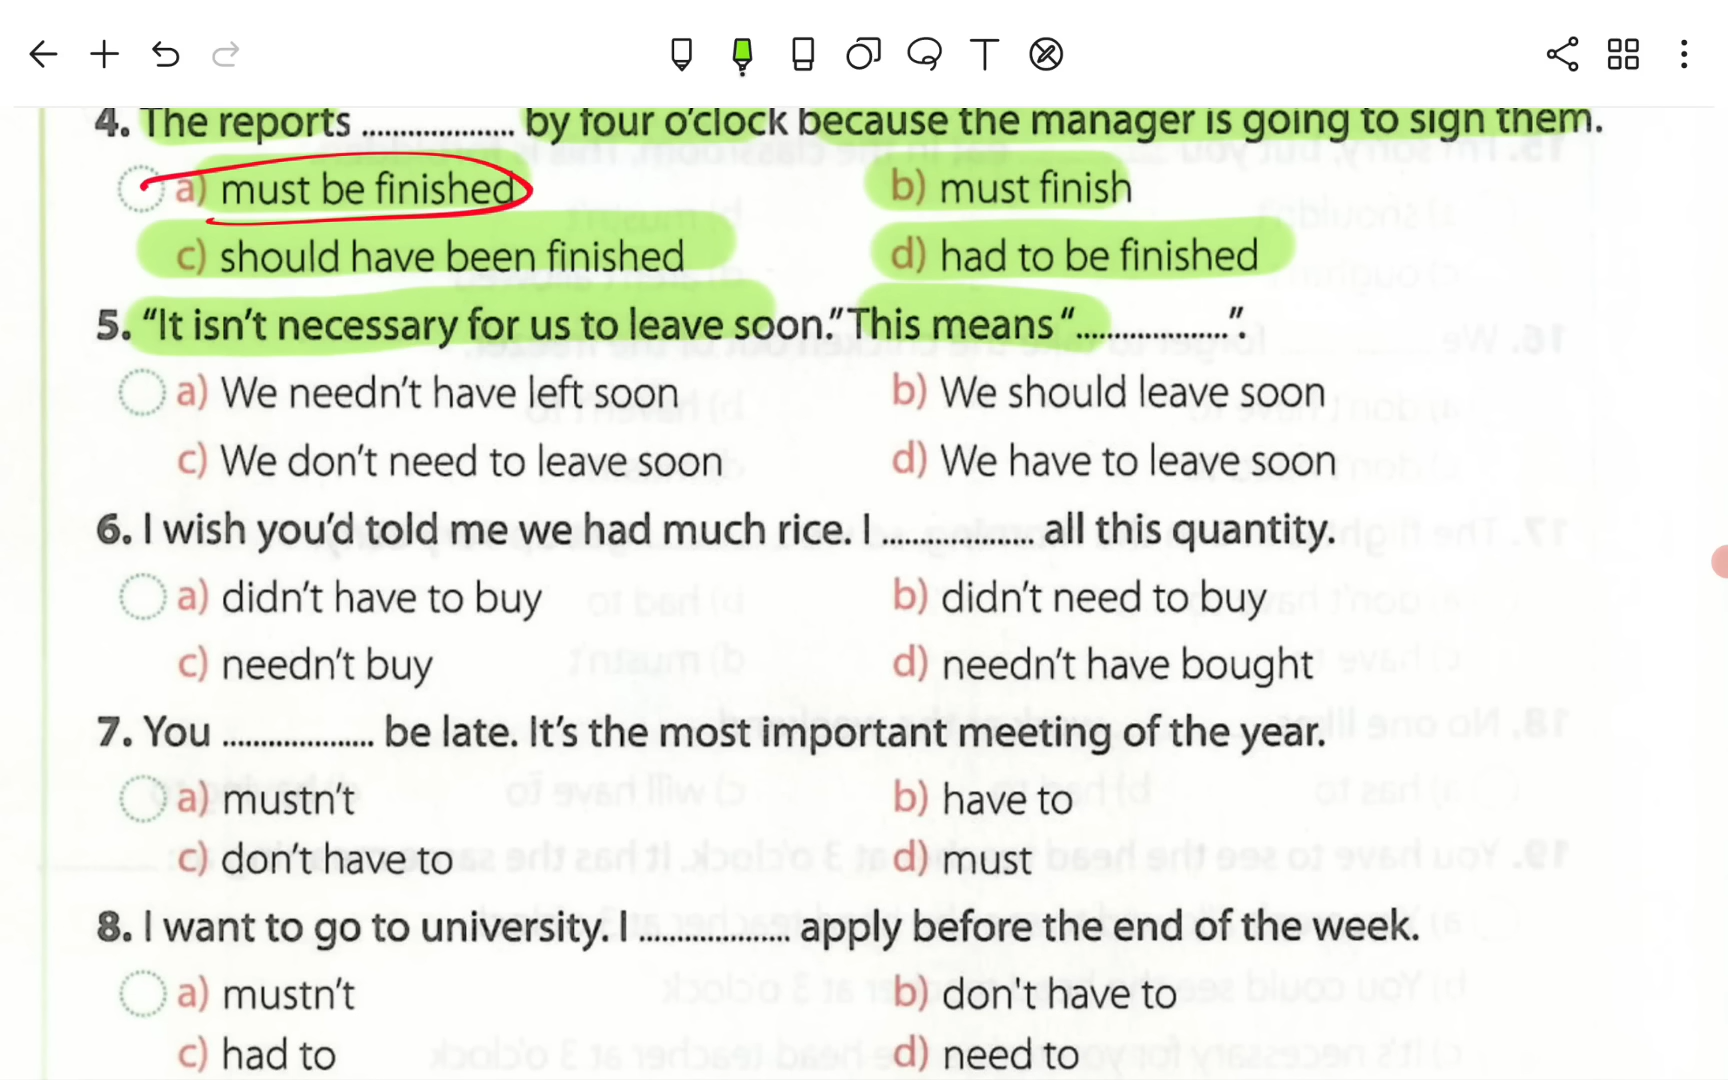 4. The reports .................... by four o'clock because the manager is going to sign them.
a) must be finished b) must finish
c) should have been finished d) had to be finished
5. “It isn't necessary for us to leave soon.” This means “....................”.
a) We needn't have left soon b) We should leave soon
c) We don't need to leave soon d) We have to leave soon
6. I wish you'd told me we had much rice. I .................... all this quantity.
a) didn't have to buy b) didn't need to buy
c) needn't buy d) needn't have bought
7. You .................... be late. It's the most important meeting of the year.
a) mustn't b) have to
c) don't have to d) must
8. I want to go to university. I .................... apply before the end of the week.
a) mustn't b) don't have to
c) had to d) need to